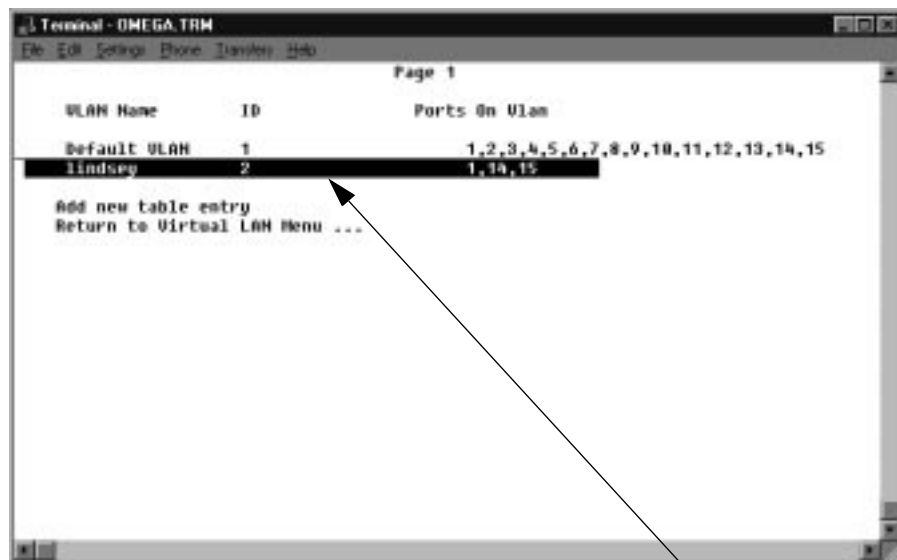 Terminal - OMEGA.TRM
File Edit Settings Phone Transfers Help
Page 1
VLAN Name ID Ports On Vlan
Default VLAN 1 1,2,3,4,5,6,7,8,9,10,11,12,13,14,15
lindsey 2 1,14,15
Add new table entry
Return to Virtual LAN Menu ...